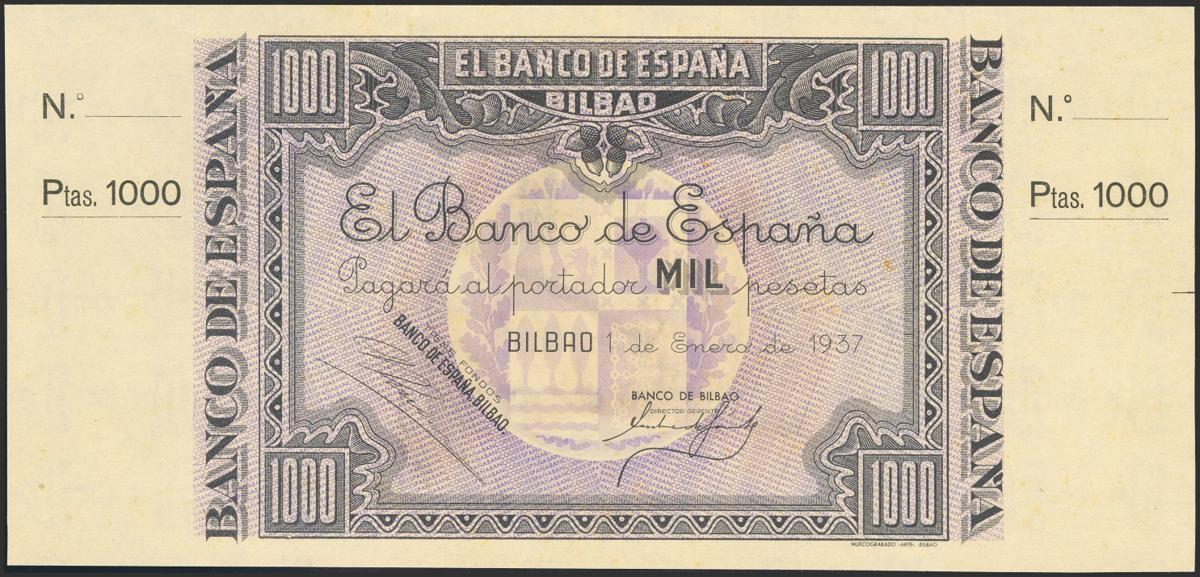 N.º
Ptas. 1000
BANCO DE ESPAÑA
1000
EL BANCO DE ESPAÑA
BILBAO
1000
El Banco de España
Pagará al portador MIL pesetas
BILBAO 1 de Enero de 1937
DE FONDOS
BANCO DE ESPAÑA, BILBAO
BANCO DE BILBAO
DIRECTOR GERENTE
1000
1000
HUECOGRABADO ARTE - BILBAO
BANCO DE ESPAÑA
N.º
Ptas. 1000